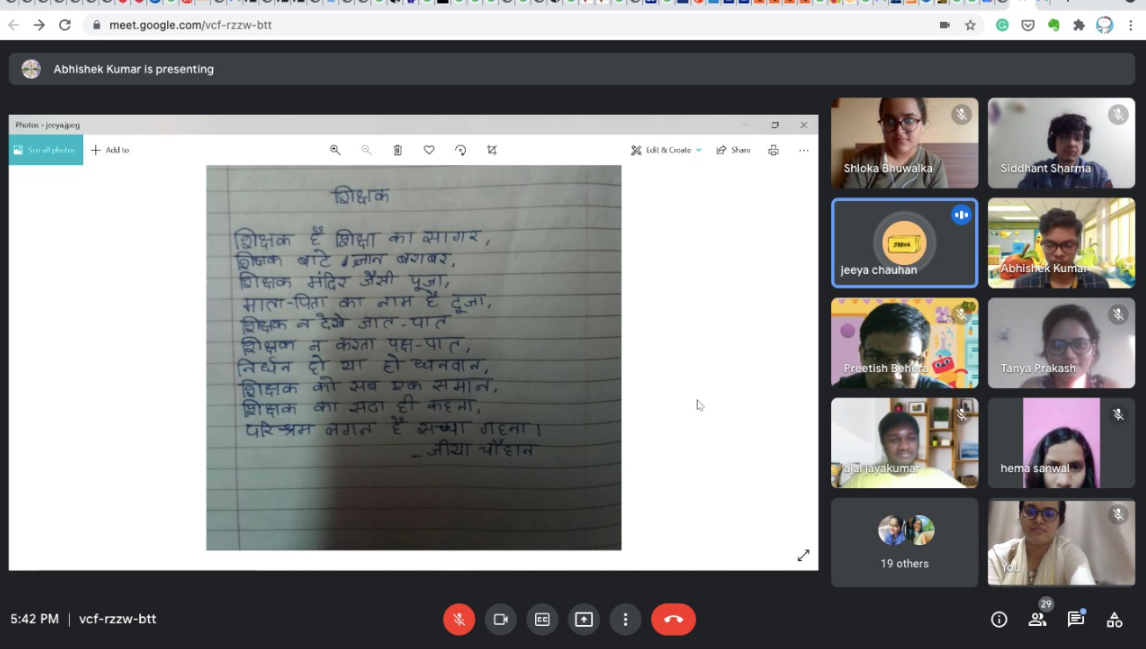 meet.google.com/vcf-rzzw-btt
Abhishek Kumar is presenting
Photos - jeeya.jpeg
See all photos
Add to
Edit & Create
Share
शिक्षक
शिक्षक है शिक्षा का सागर,
शिक्षक बाटे ज्ञान बराबर,
शिक्षक मंदिर जैसी पूजा,
माता-पिता का नाम है दूजा,
शिक्षक न देखे जात-पात
शिक्षक न करता पक्ष-पात,
निर्धन हो या हो ध्यनवान,
शिक्षक को सब एक समान,
शिक्षक का सदा ही कहना,
परिश्रम लगत है सच्चा गहना।
- जीया चौहान
Shloka Bhuwalka
Siddhant Sharma
JEEYA
jeeya chauhan
Abhishek Kumar
Preetish Behera
Tanya Prakash
ajai jayakumar
hema sanwal
19 others
You
5:42 PM | vcf-rzzw-btt
29